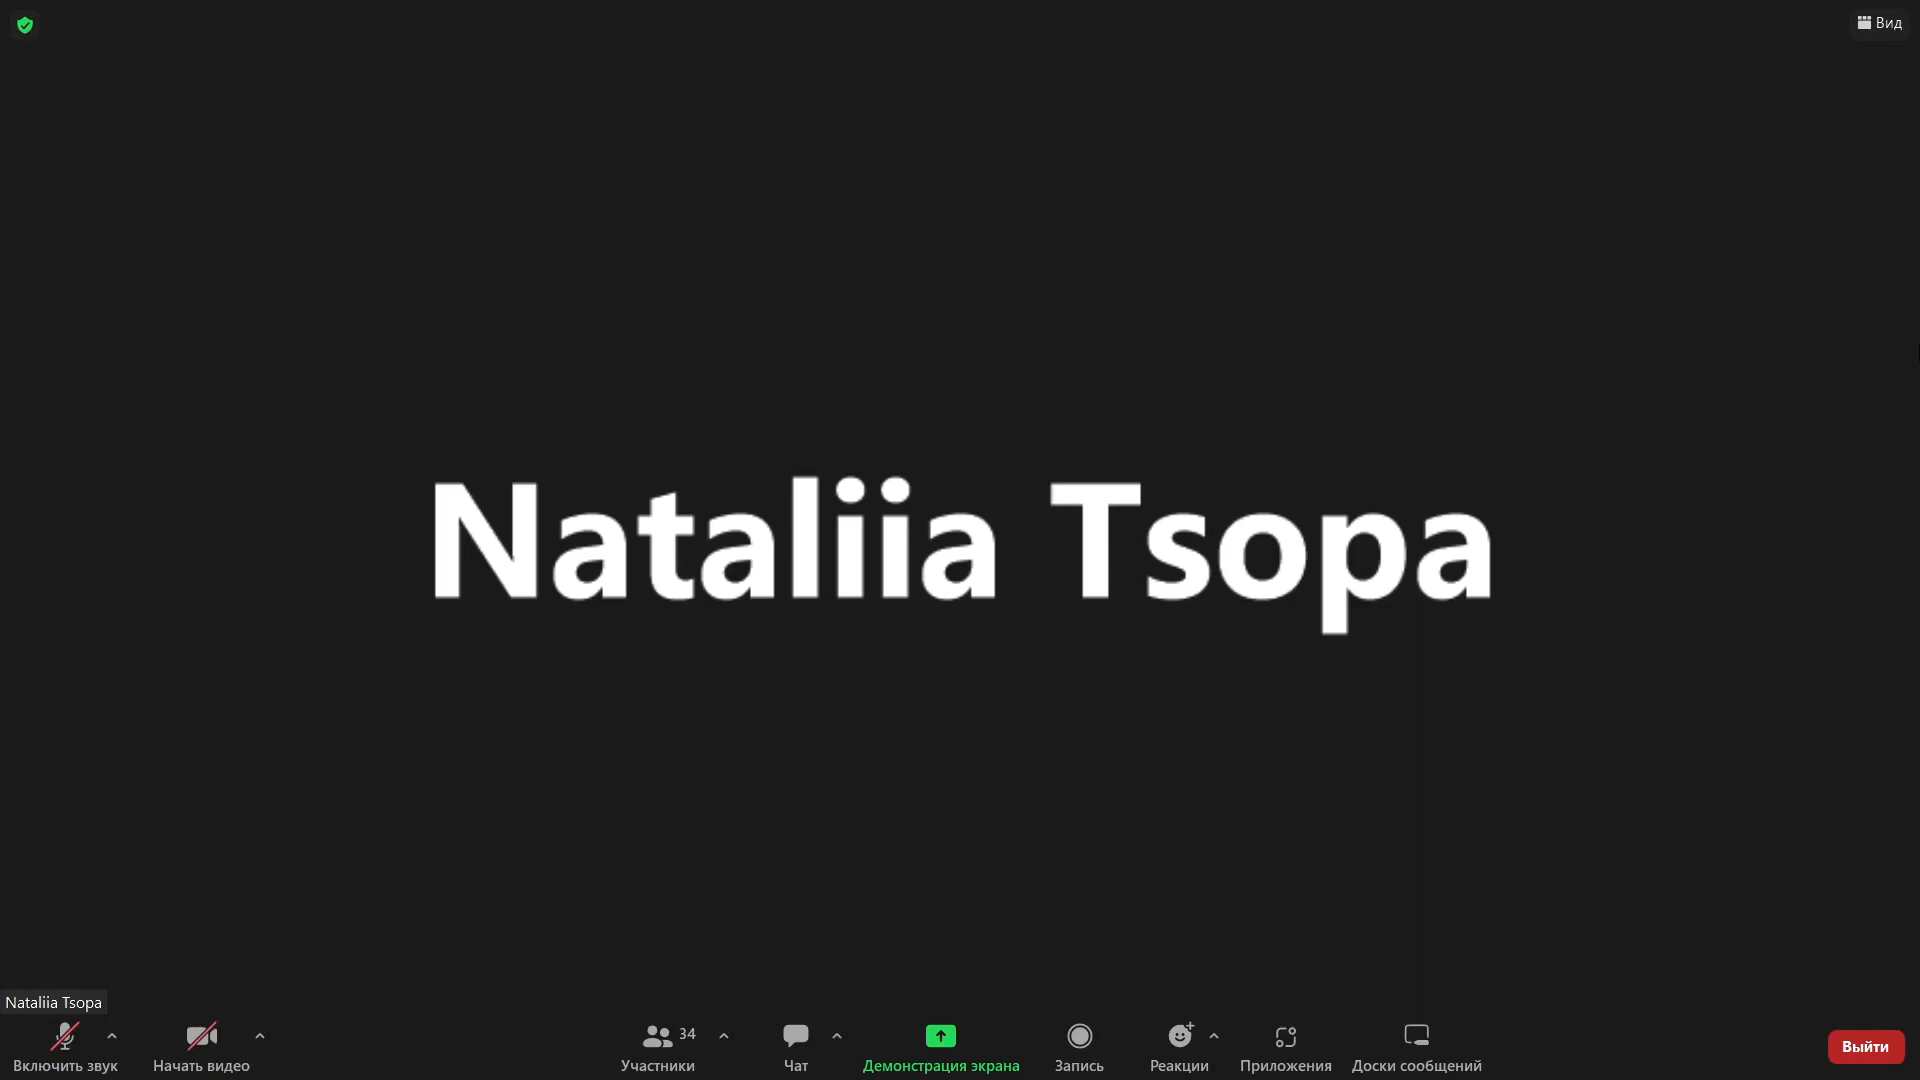 Вид
Nataliia Tsopa
Nataliia Tsopa
Включить звук
Начать видео
34
Участники
Чат
Демонстрация экрана
Запись
Реакции
Приложения
Доски сообщений
Выйти